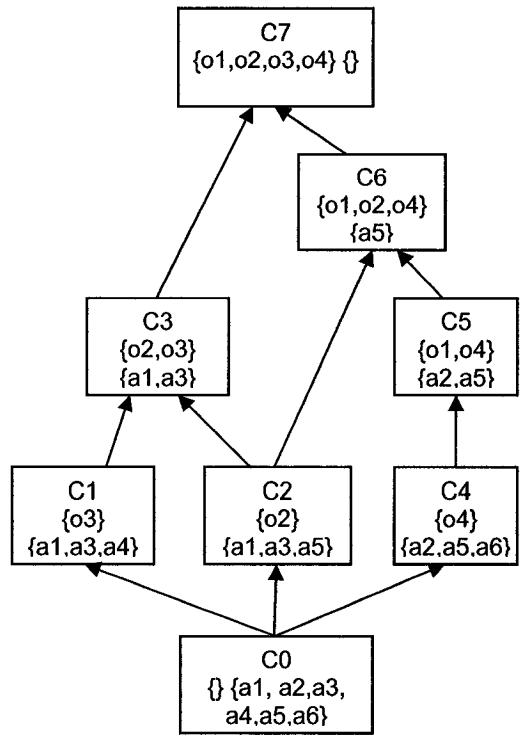 C7
{o1,o2,o3,o4} {}
C6
{o1,o2,o4}
{a5}
C3
{o2,o3}
{a1,a3}
C5
{o1,o4}
{a2,a5}
C1
{o3}
{a1,a3,a4}
C2
{o2}
{a1,a3,a5}
C4
{o4}
{a2,a5,a6}
C0
{} {a1, a2,a3,
a4,a5,a6}